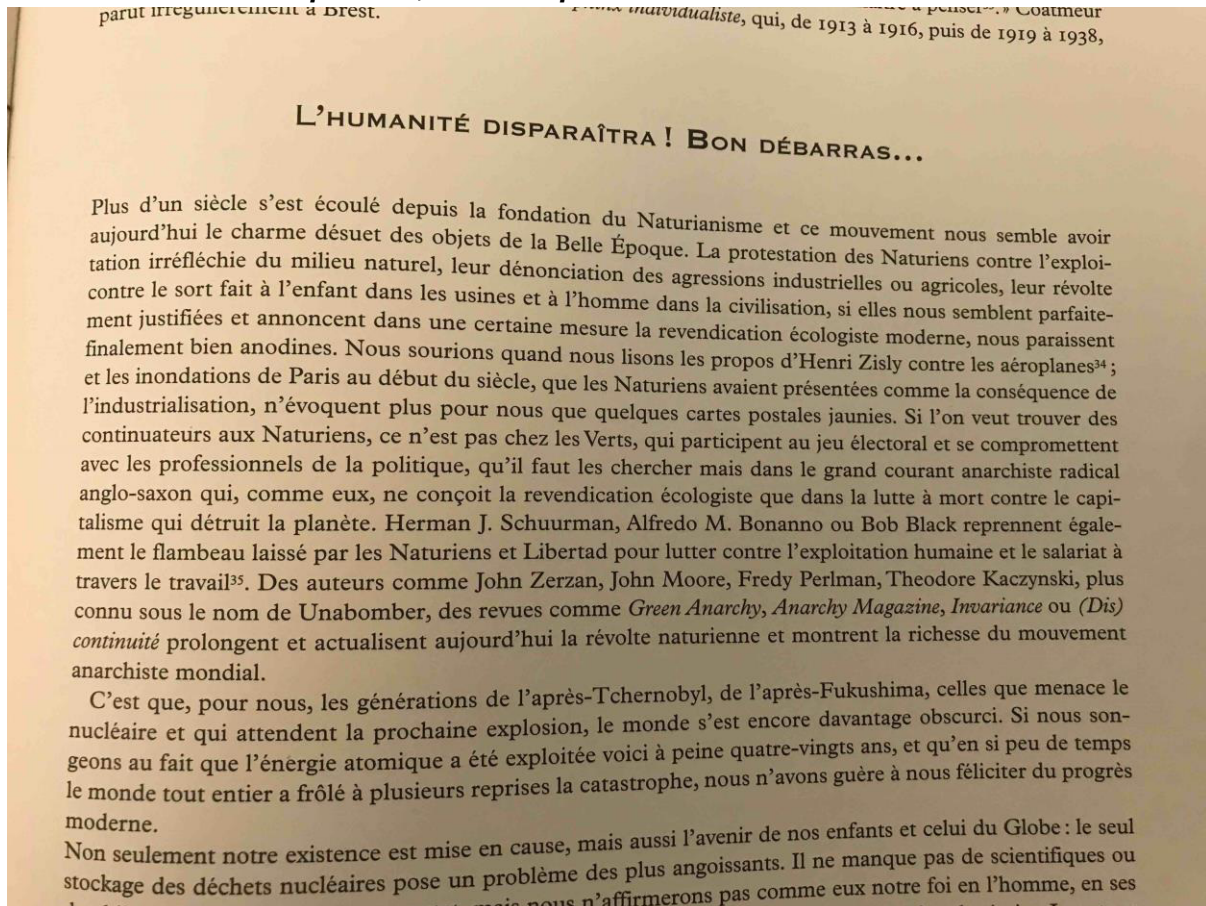 parut irrégulièrement à Brest.
individualiste, qui, de 1913 à 1916, puis de 1919 à 1938,
L'HUMANITÉ DISPARAÎTRA ! BON DÉBARRAS...
Plus d'un siècle s'est écoulé depuis la fondation du Naturianisme et ce mouvement nous semble avoir
aujourd'hui le charme désuet des objets de la Belle Époque. La protestation des Naturiens contre l'exploi-
tation irréfléchie du milieu naturel, leur dénonciation des agressions industrielles ou agricoles, leur révolte
contre le sort fait à l'enfant dans les usines et à l'homme dans la civilisation, si elles nous semblent parfaite-
ment justifiées et annoncent dans une certaine mesure la revendication écologiste moderne, nous paraissent
finalement bien anodines. Nous sourions quand nous lisons les propos d'Henri Zisly contre les aéroplanes³⁴ ;
et les inondations de Paris au début du siècle, que les Naturiens avaient présentées comme la conséquence de
l'industrialisation, n'évoquent plus pour nous que quelques cartes postales jaunies. Si l'on veut trouver des
continuateurs aux Naturiens, ce n'est pas chez les Verts, qui participent au jeu électoral et se compromettent
avec les professionnels de la politique, qu'il faut les chercher mais dans le grand courant anarchiste radical
anglo-saxon qui, comme eux, ne conçoit la revendication écologiste que dans la lutte à mort contre le capi-
talisme qui détruit la planète. Herman J. Schuurman, Alfredo M. Bonanno ou Bob Black reprennent égale-
ment le flambeau laissé par les Naturiens et Libertad pour lutter contre l'exploitation humaine et le salariat à
travers le travail³⁵. Des auteurs comme John Zerzan, John Moore, Fredy Perlman, Theodore Kaczynski, plus
connu sous le nom de Unabomber, des revues comme Green Anarchy, Anarchy Magazine, Invariance ou (Dis)
continuité prolongent et actualisent aujourd'hui la révolte naturienne et montrent la richesse du mouvement
anarchiste mondial.
C'est que, pour nous, les générations de l'après-Tchernobyl, de l'après-Fukushima, celles que menace le
nucléaire et qui attendent la prochaine explosion, le monde s'est encore davantage obscurci. Si nous son-
geons au fait que l'énergie atomique a été exploitée voici à peine quatre-vingts ans, et qu'en si peu de temps
le monde tout entier a frôlé à plusieurs reprises la catastrophe, nous n'avons guère à nous féliciter du progrès
moderne.
Non seulement notre existence est mise en cause, mais aussi l'avenir de nos enfants et celui du Globe : le seul
stockage des déchets nucléaires pose un problème des plus angoissants. Il ne manque pas de scientifiques ou
mais nous n'affirmerons pas comme eux notre foi en l'homme, en ses